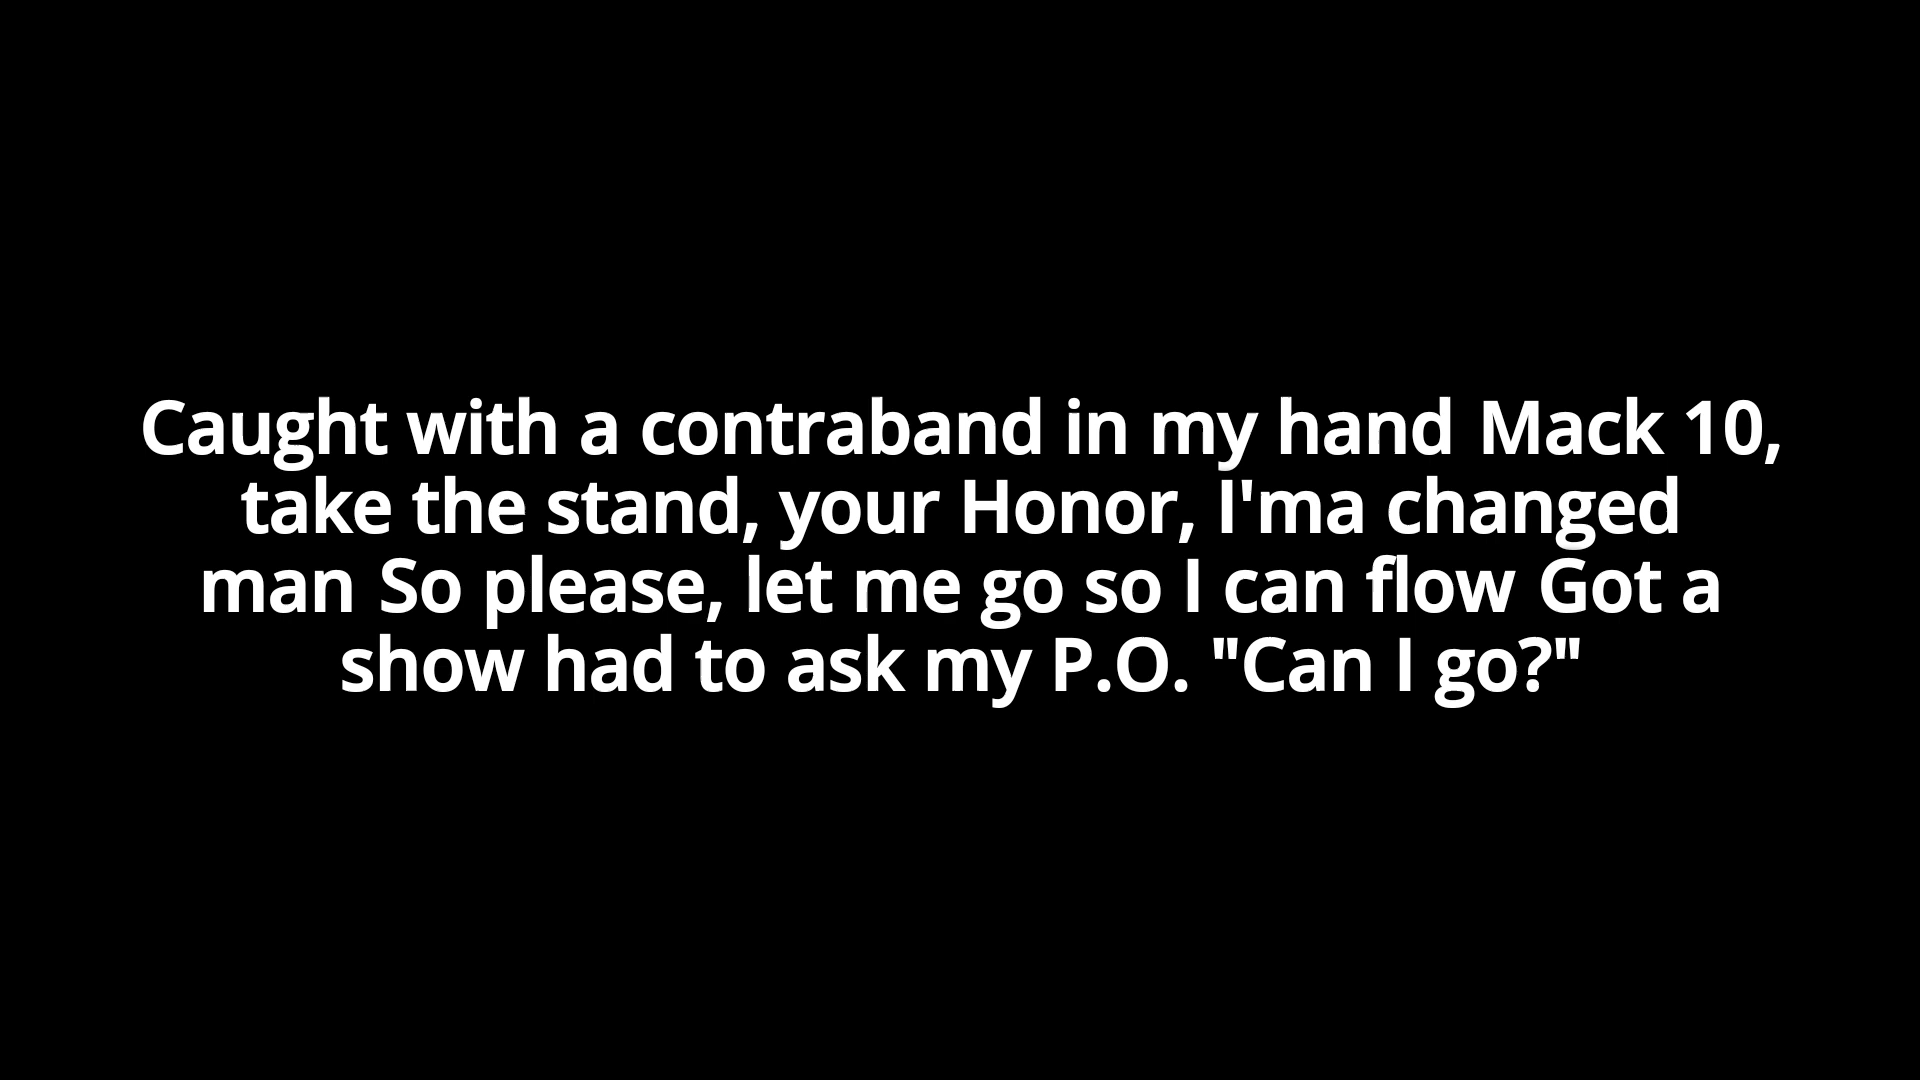 Caught with a contraband in my hand Mack 10,
take the stand, your Honor, I'ma changed
man So please, let me go so I can flow Got a
show had to ask my P.O. "Can I go?"